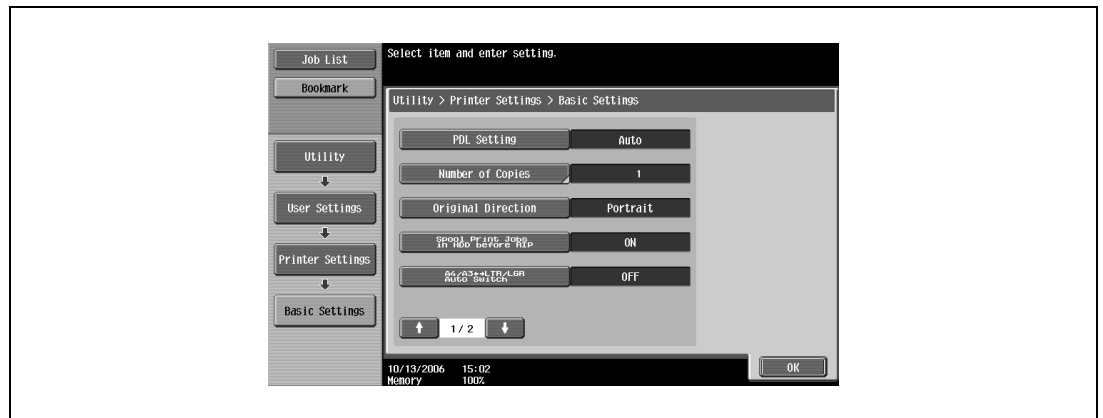 Job List
Bookmark
Select item and enter setting.
Utility > Printer Settings > Basic Settings
Utility
User Settings
Printer Settings
Basic Settings
PDL Setting Auto
Number of Copies 1
Original Direction Portrait
Spool Print Jobs
in HDD before RIP ON
A4/A3↔LTR/LGR
Auto Switch OFF
1/ 2
10/13/2006 15:02
Memory 100%
OK